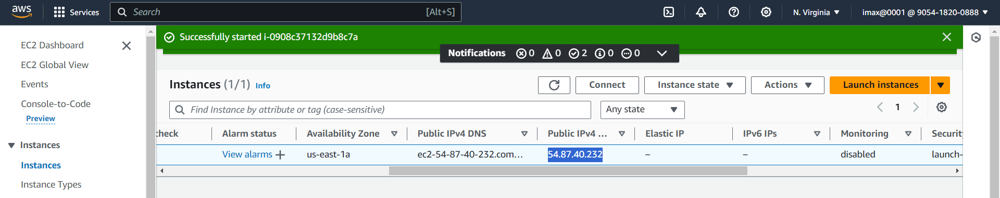 aws Services Search [Alt+S] N. Virginia imax@0001 @ 9054-1820-0888
EC2 Dashboard
EC2 Global View
Events
Console-to-Code
Preview
Instances
Instances
Instance Types
Successfully started i-0908c37132d9b8c7a
Notifications 0 0 2 0 0
Instances (1/1) Info Connect Instance state Actions Launch instances
Find Instance by attribute or tag (case-sensitive) Any state 1
check Alarm status Availability Zone Public IPv4 DNS Public IPv4 ... Elastic IP IPv6 IPs Monitoring Security
View alarms + us-east-1a ec2-54-87-40-232.com... 54.87.40.232 – – disabled launch-